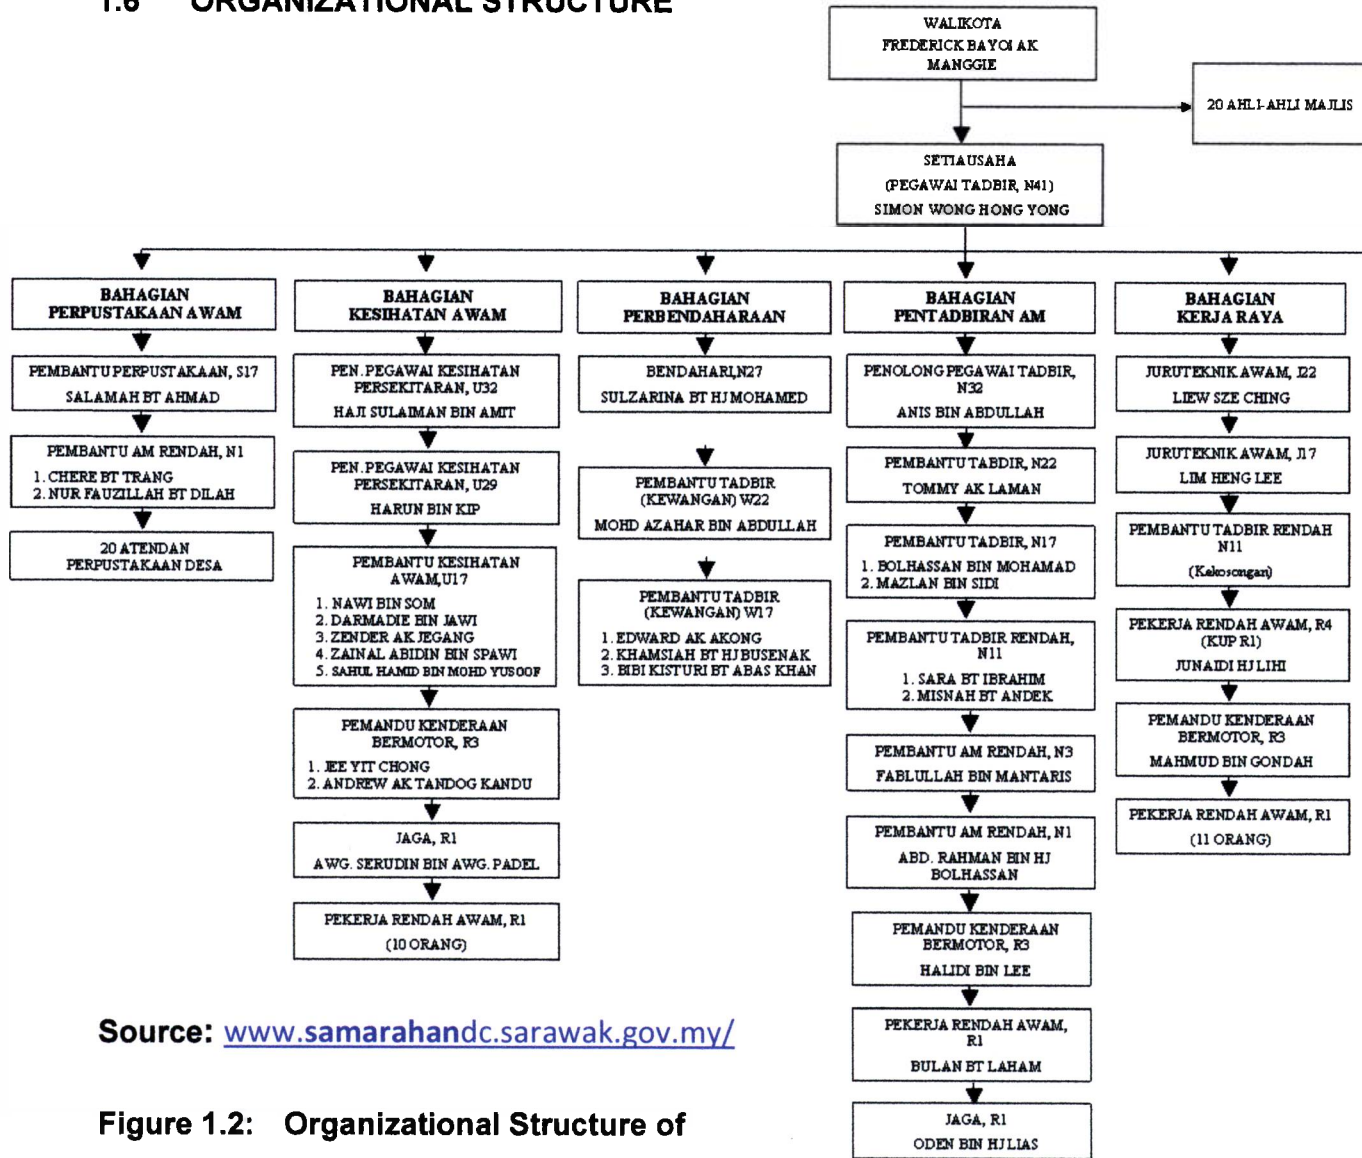 1.6 ORGANIZATIONAL STRUCTURE
WALIKOTA
FREDERICK BAYOI AK
MANGGIE
20 AHLI-AHLI MAJLIS
SETIAUSAHA
(PEGAWAI TADBIR, N41)
SIMON WONG HONG YONG
BAHAGIAN
PERPUSTAKAAN AWAM
PEMBANTU PERPUSTAKAAN, S17
SALAMAH BT AHMAD
PEMBANTU AM RENDAH, N1
1. CHERE BT TRANG
2. NUR FAUZILLAH BT DILAH
20 ATENDAN
PERPUSTAKAAN DESA
BAHAGIAN
KESIHATAN AWAM
PEN. PEGAWAI KESIHATAN
PERSEKITARAN, U32
HAJI SULAIMAN BIN AMIT
PEN. PEGAWAI KESIHATAN
PERSEKITARAN, U29
HARUN BIN KIP
PEMBANTU KESIHATAN
AWAM,U17
1. NAWI BIN SOM
2. DARMADIE BIN JAWI
3. ZENDER AK JEGANG
4. ZAINAL ABIDIN BIN SPAWI
5. SAHUL HAMID BIN MOHD YUSOOF
PEMANDU KENDERAAN
BERMOTOR, R3
1. JEE YIT CHONG
2. ANDREW AK TANDOG KANDU
JAGA, R1
AWG. SERUDIN BIN AWG. PADEL
PEKERJA RENDAH AWAM, R1
(10 ORANG)
BAHAGIAN
PERBENDAHARAAN
BENDAHARI,N27
SULZARINA BT HJ MOHAMED
PEMBANTU TADBIR
(KEWANGAN) W22
MOHD AZAHAR BIN ABDULLAH
PEMBANTU TADBIR
(KEWANGAN) W17
1. EDWARD AK AKONG
2. KHAMSIAH BT HJ BUSENAK
3. BIBI KISTURI BT ABAS KHAN
BAHAGIAN
PENTADBIRAN AM
PENOLONG PEGAWAI TADBIR,
N32
ANIS BIN ABDULLAH
PEMBANTU TABDIR, N22
TOMMY AK LAMAN
PEMBANTU TADBIR, N17
1. BOLHASSAN BIN MOHAMAD
2. MAZLAN BIN SIDI
PEMBANTU TADBIR RENDAH,
N11
1. SARA BT IBRAHIM
2. MISNAH BT ANDEK
PEMBANTU AM RENDAH, N3
FABLULLAH BIN MANTARIS
PEMBANTU AM RENDAH, N1
ABD. RAHMAN BIN HJ
BOLHASSAN
PEMANDU KENDERAAN
BERMOTOR, R3
HALIDI BIN LEE
PEKERJA RENDAH AWAM,
R1
BULAN BT LAHAM
JAGA, R1
ODEN BIN HJ LIAS
BAHAGIAN
KERJA RAYA
JURUTEKNIK AWAM, J22
LIEW SZE CHING
JURUTEKNIK AWAM, J17
LIM HENG LEE
PEMBANTU TADBIR RENDAH
N11
(Kekosongan)
PEKERJA RENDAH AWAM, R4
(KUP R1)
JUNAIDI HJ LIHI
PEMANDU KENDERAAN
BERMOTOR, R3
MAHMUD BIN GONDAH
PEKERJA RENDAH AWAM, R1
(11 ORANG)
Source: www.samarahandc.sarawak.gov.my/
Figure 1.2: Organizational Structure of